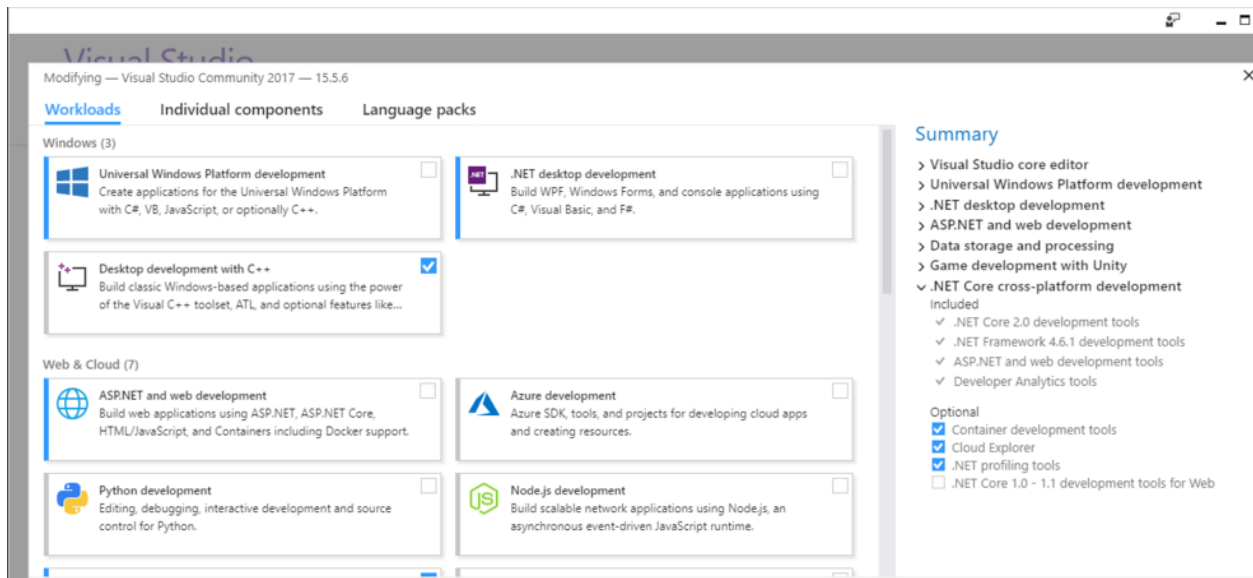 Visual Studio
Modifying — Visual Studio Community 2017 — 15.5.6
Workloads
Individual components
Language packs
Windows (3)
Universal Windows Platform development
Create applications for the Universal Windows Platform
with C#, VB, JavaScript, or optionally C++.
.NET
.NET desktop development
Build WPF, Windows Forms, and console applications using
C#, Visual Basic, and F#.
Desktop development with C++
Build classic Windows-based applications using the power
of the Visual C++ toolset, ATL, and optional features like...
Web & Cloud (7)
ASP.NET and web development
Build web applications using ASP.NET, ASP.NET Core,
HTML/JavaScript, and Containers including Docker support.
Azure development
Azure SDK, tools, and projects for developing cloud apps
and creating resources.
Python development
Editing, debugging, interactive development and source
control for Python.
JS
Node.js development
Build scalable network applications using Node.js, an
asynchronous event-driven JavaScript runtime.
Summary
Visual Studio core editor
Universal Windows Platform development
.NET desktop development
ASP.NET and web development
Data storage and processing
Game development with Unity
.NET Core cross-platform development
Included
.NET Core 2.0 development tools
.NET Framework 4.6.1 development tools
ASP.NET and web development tools
Developer Analytics tools
Optional
Container development tools
Cloud Explorer
.NET profiling tools
.NET Core 1.0 - 1.1 development tools for Web